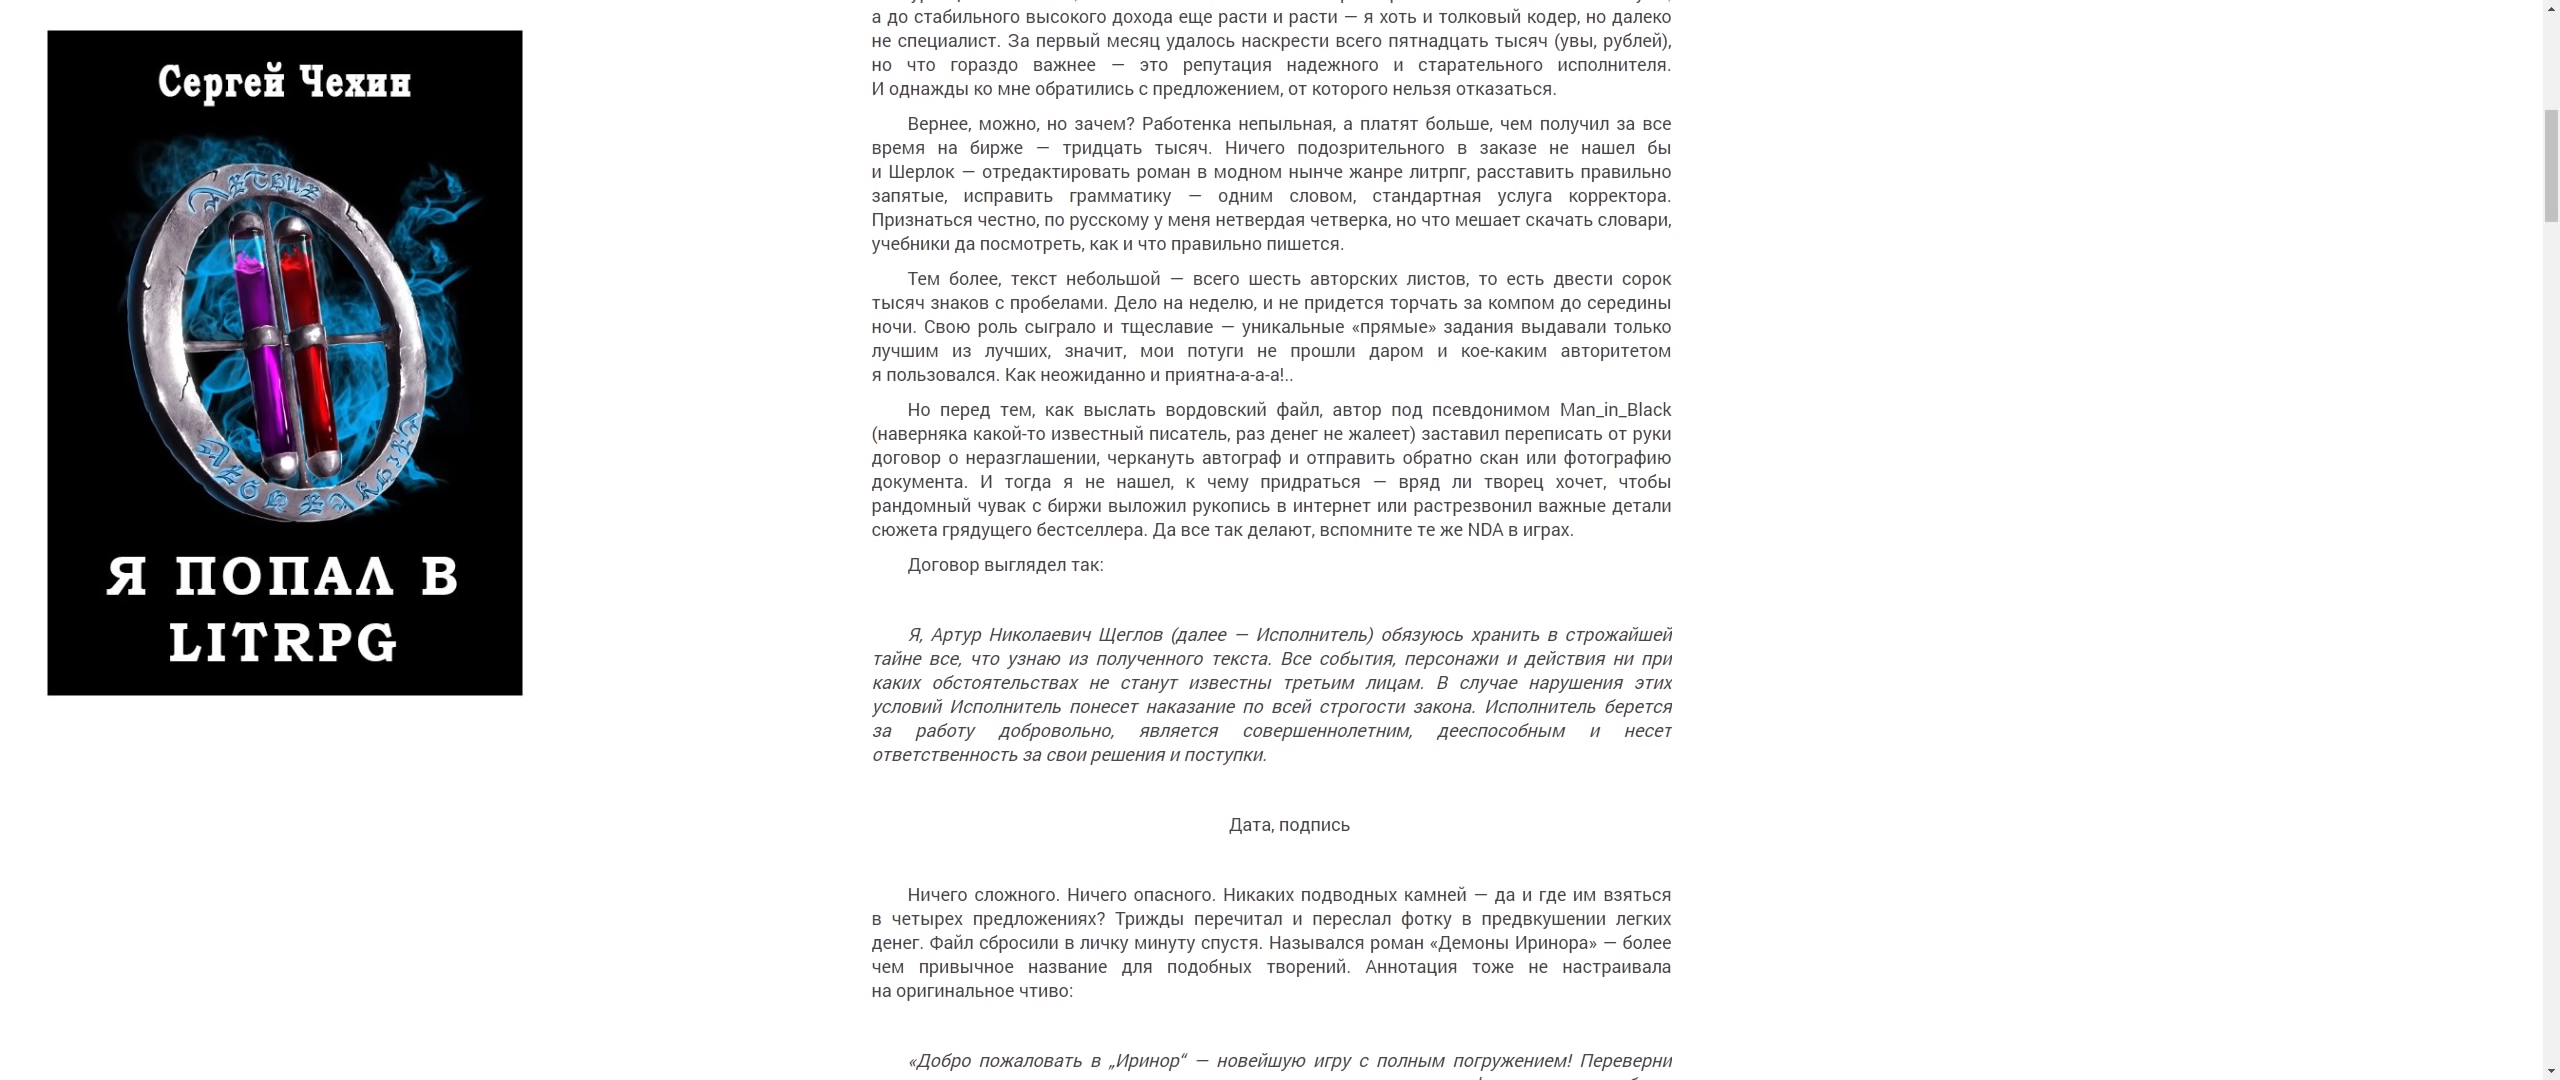 Сергей Чехин
Я ПОПАЛ В
LITRPG
а до стабильного высокого дохода еще расти и расти — я хоть и толковый кодер, но далеко
не специалист. За первый месяц удалось наскрести всего пятнадцать тысяч (увы, рублей),
но что гораздо важнее — это репутация надежного и старательного исполнителя.
И однажды ко мне обратились с предложением, от которого нельзя отказаться.
Вернее, можно, но зачем? Работенка непыльная, а платят больше, чем получил за все
время на бирже — тридцать тысяч. Ничего подозрительного в заказе не нашел бы
и Шерлок — отредактировать роман в модном нынче жанре литрпг, расставить правильно
запятые, исправить грамматику — одним словом, стандартная услуга корректора.
Признаться честно, по русскому у меня нетвердая четверка, но что мешает скачать словари,
учебники да посмотреть, как и что правильно пишется.
Тем более, текст небольшой — всего шесть авторских листов, то есть двести сорок
тысяч знаков с пробелами. Дело на неделю, и не придется торчать за компом до середины
ночи. Свою роль сыграло и тщеславие — уникальные «прямые» задания выдавали только
лучшим из лучших, значит, мои потуги не прошли даром и кое-каким авторитетом
я пользовался. Как неожиданно и приятна-а-а-а!..
Но перед тем, как выслать вордовский файл, автор под псевдонимом Man_in_Black
(наверняка какой-то известный писатель, раз денег не жалеет) заставил переписать от руки
договор о неразглашении, черкануть автограф и отправить обратно скан или фотографию
документа. И тогда я не нашел, к чему придраться — вряд ли творец хочет, чтобы
рандомный чувак с биржи выложил рукопись в интернет или растрезвонил важные детали
сюжета грядущего бестселлера. Да все так делают, вспомните те же NDA в играх.
Договор выглядел так:
Я, Артур Николаевич Щеглов (далее — Исполнитель) обязуюсь хранить в строжайшей
тайне все, что узнаю из полученного текста. Все события, персонажи и действия ни при
каких обстоятельствах не станут известны третьим лицам. В случае нарушения этих
условий Исполнитель понесет наказание по всей строгости закона. Исполнитель берется
за работу добровольно, является совершеннолетним, дееспособным и несет
ответственность за свои решения и поступки.
Дата, подпись
Ничего сложного. Ничего опасного. Никаких подводных камней — да и где им взяться
в четырех предложениях? Трижды перечитал и переслал фотку в предвкушении легких
денег. Файл сбросили в личку минуту спустя. Назывался роман «Демоны Иринора» — более
чем привычное название для подобных творений. Аннотация тоже не настраивала
на оригинальное чтиво:
«Добро пожаловать в „Иринор“ — новейшую игру с полным погружением! Переверни